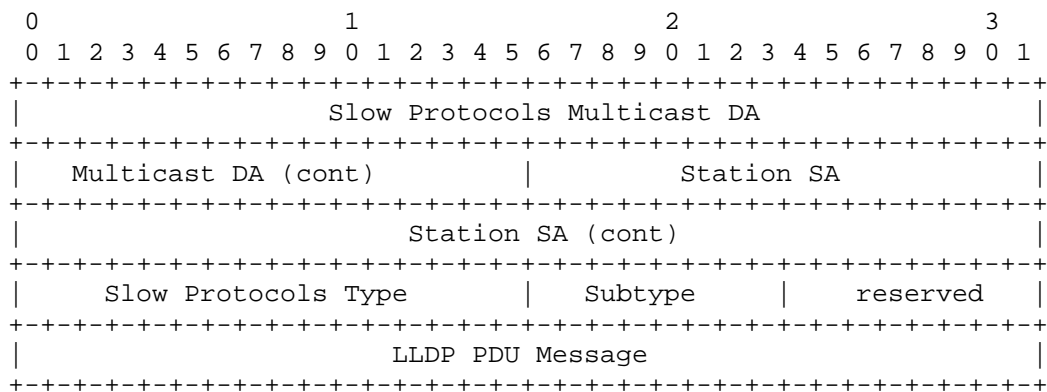 0                   1                   2                   3
 0 1 2 3 4 5 6 7 8 9 0 1 2 3 4 5 6 7 8 9 0 1 2 3 4 5 6 7 8 9 0 1
+-+-+-+-+-+-+-+-+-+-+-+-+-+-+-+-+-+-+-+-+-+-+-+-+-+-+-+-+-+-+-+-+
|                   Slow Protocols Multicast DA                 |
+-+-+-+-+-+-+-+-+-+-+-+-+-+-+-+-+-+-+-+-+-+-+-+-+-+-+-+-+-+-+-+-+
|   Multicast DA (cont)         |         Station SA            |
+-+-+-+-+-+-+-+-+-+-+-+-+-+-+-+-+-+-+-+-+-+-+-+-+-+-+-+-+-+-+-+-+
|                        Station SA (cont)                      |
+-+-+-+-+-+-+-+-+-+-+-+-+-+-+-+-+-+-+-+-+-+-+-+-+-+-+-+-+-+-+-+-+
|     Slow Protocols Type       |   Subtype     |    reserved   |
+-+-+-+-+-+-+-+-+-+-+-+-+-+-+-+-+-+-+-+-+-+-+-+-+-+-+-+-+-+-+-+-+
|                       LLDP PDU Message                        |
+-+-+-+-+-+-+-+-+-+-+-+-+-+-+-+-+-+-+-+-+-+-+-+-+-+-+-+-+-+-+-+-+